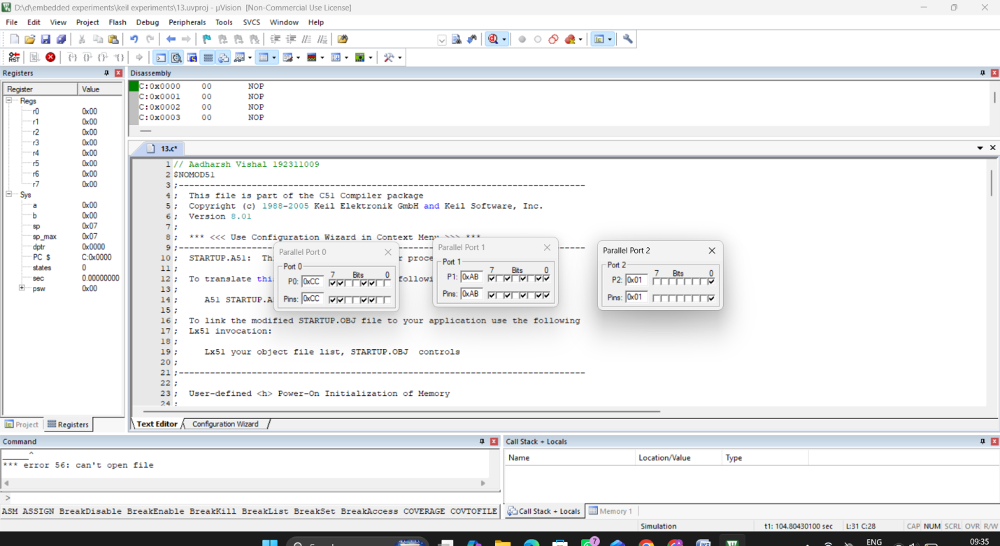 D:\d\embedded experiments\keil experiments\13.uvproj - µVision  [Non-Commercial Use License]
File Edit View Project Flash Debug Peripherals Tools SVCS Window Help
RST
Registers
Register Value
Regs
r0 0x00
r1 0x00
r2 0x00
r3 0x00
r4 0x00
r5 0x00
r6 0x00
r7 0x00
Sys
a 0x00
b 0x00
sp 0x07
sp_max 0x07
dptr 0x0000
PC $ C:0x0000
states 0
sec 0.00000000
psw 0x00
Project Registers
Disassembly
C:0x0000 00 NOP
C:0x0001 00 NOP
C:0x0002 00 NOP
C:0x0003 00 NOP
13.c*
1 // Aadharsh Vishal 192311009
2 $NOMOD51
3 ;------------------------------------------------------------------------------
4 ;  This file is part of the C51 Compiler package
5 ;  Copyright (c) 1988-2005 Keil Elektronik GmbH and Keil Software, Inc.
6 ;  Version 8.01
7 ;
8 ;  *** <<< Use Configuration Wizard in Context Menu >>> ***
9 ;------------------------------------------------------------------------------
10 ;  STARTUP.A51:
11 ;
12 ;  To translate
13 ;
14 ;     A51
15 ;
16 ;  To link the modified STARTUP.OBJ file to your application use the following
17 ;  Lx51 invocation:
18 ;
19 ;     Lx51 your object file list, STARTUP.OBJ  controls
20 ;
21 ;------------------------------------------------------------------------------
22 ;
23 ;  User-defined <h> Power-On Initialization of Memory
24 ;
Parallel Port 0
Port 0
7 Bits 0
P0: 0xCC
Pins: 0xCC
Parallel Port 1
Port 1
7 Bits 0
P1: 0xAB
Pins: 0xAB
Parallel Port 2
Port 2
7 Bits 0
P2: 0x01
Pins: 0x01
Text Editor Configuration Wizard
Command
______^
*** error 56: can't open file
>
ASM ASSIGN BreakDisable BreakEnable BreakKill BreakList BreakSet BreakAccess COVERAGE COVTOFILE
Call Stack + Locals
Name Location/Value Type
Call Stack + Locals Memory 1
Simulation t1: 104.80430100 sec L:31 C:28 CAP NUM SCRL OVR R/W
7
ENG
09:35